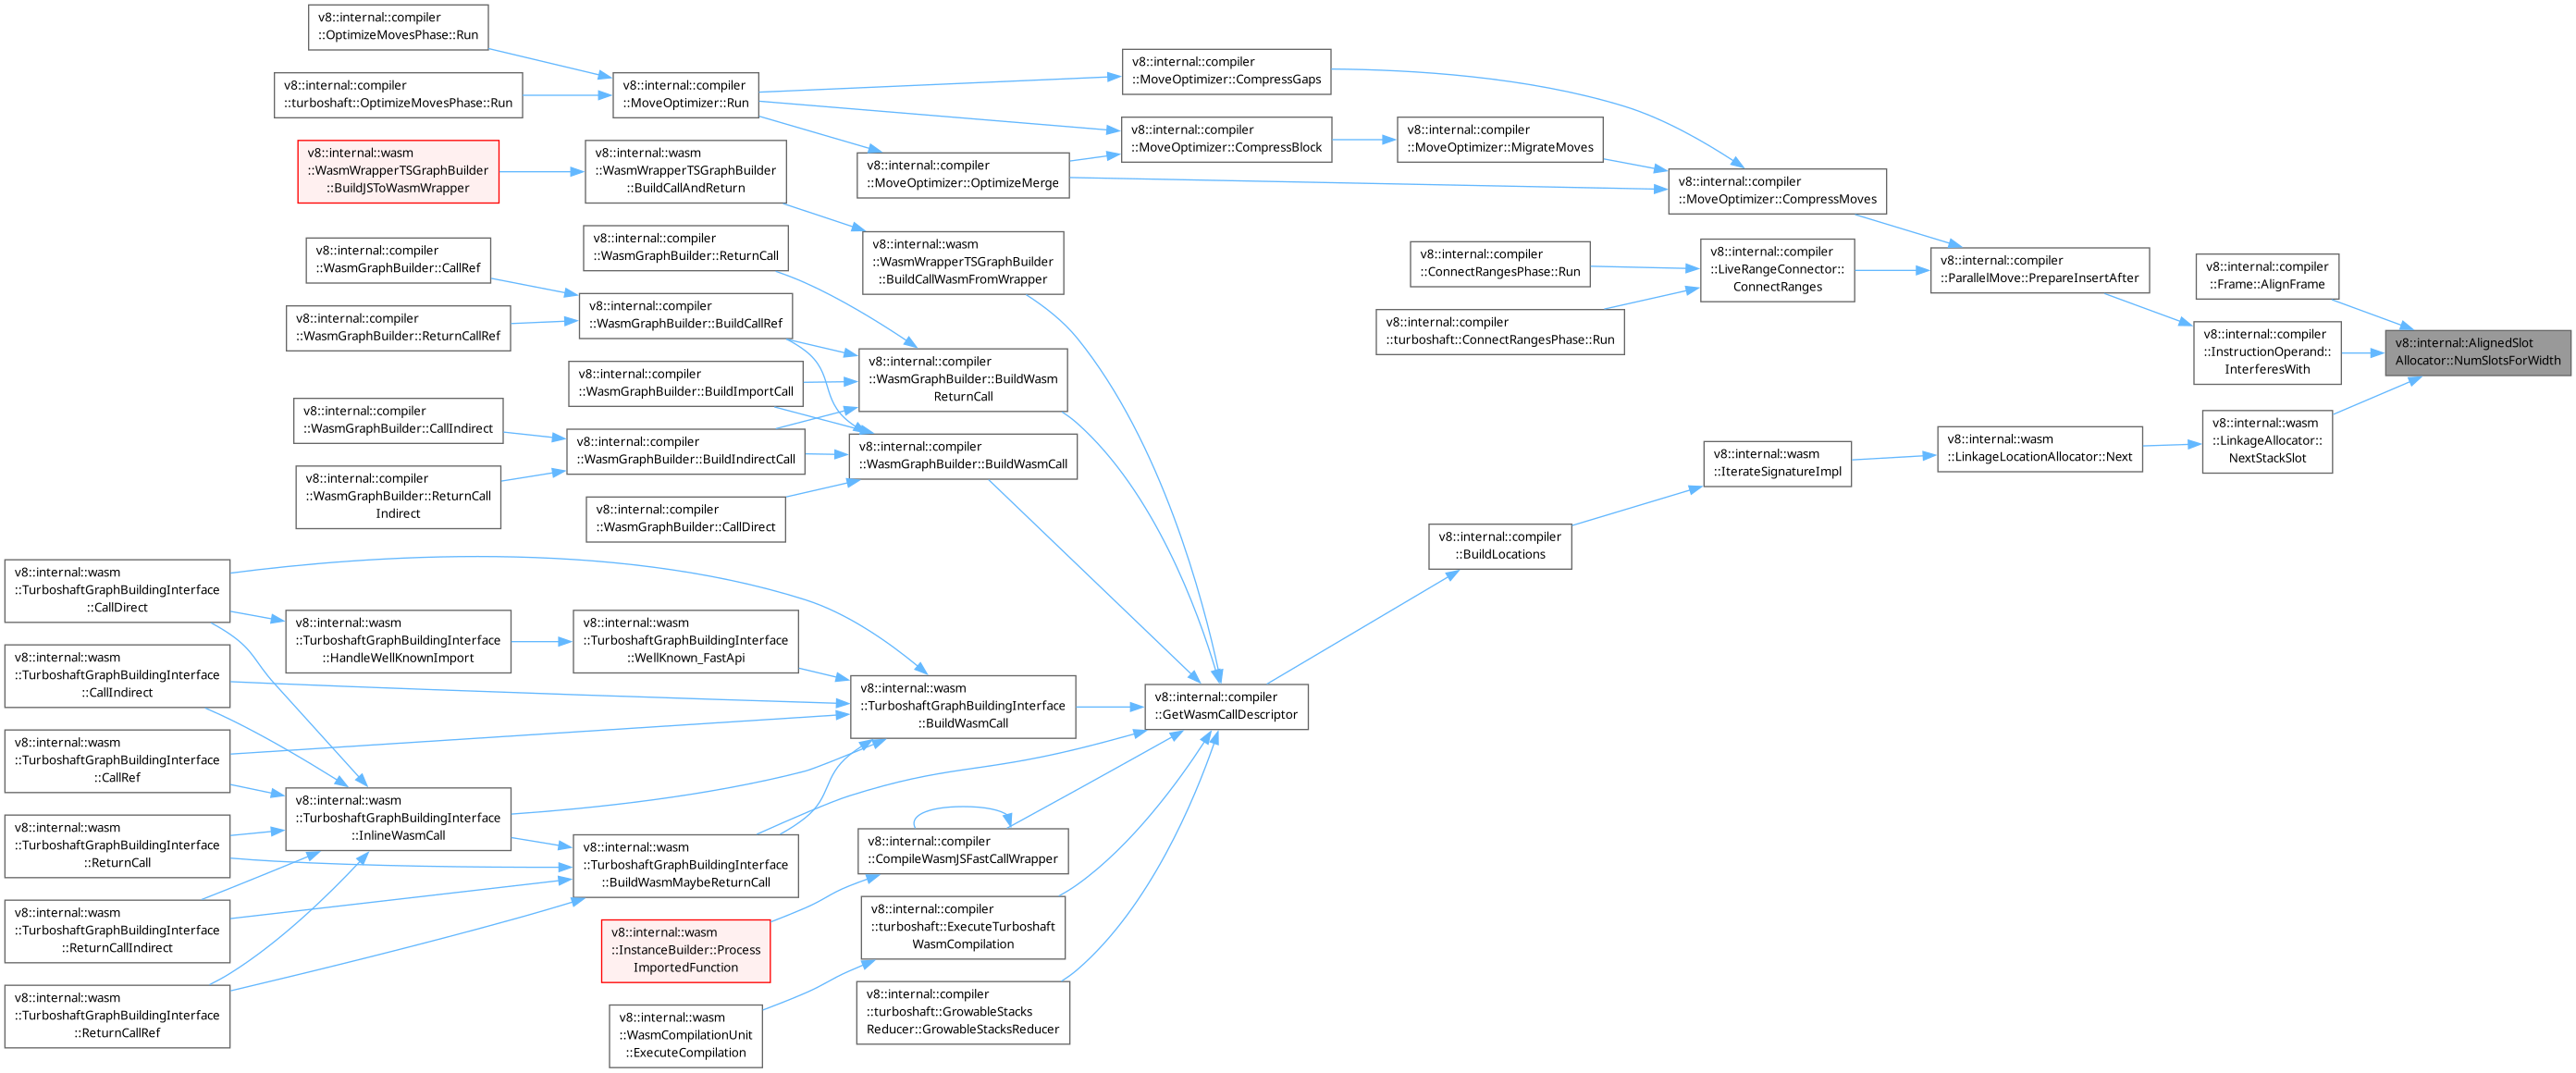 v8::internal::compiler
::OptimizeMovesPhase::Run
v8::internal::compiler
::turboshaft::OptimizeMovesPhase::Run
v8::internal::compiler
::MoveOptimizer::Run
v8::internal::compiler
::MoveOptimizer::CompressGaps
v8::internal::compiler
::MoveOptimizer::CompressBlock
v8::internal::compiler
::MoveOptimizer::MigrateMoves
v8::internal::compiler
::MoveOptimizer::OptimizeMerge
v8::internal::compiler
::MoveOptimizer::CompressMoves
v8::internal::wasm
::WasmWrapperTSGraphBuilder
::BuildJSToWasmWrapper
v8::internal::wasm
::WasmWrapperTSGraphBuilder
::BuildCallAndReturn
v8::internal::wasm
::WasmWrapperTSGraphBuilder
::BuildCallWasmFromWrapper
v8::internal::compiler
::WasmGraphBuilder::ReturnCall
v8::internal::compiler
::WasmGraphBuilder::CallRef
v8::internal::compiler
::WasmGraphBuilder::BuildCallRef
v8::internal::compiler
::WasmGraphBuilder::ReturnCallRef
v8::internal::compiler
::WasmGraphBuilder::BuildWasm
ReturnCall
v8::internal::compiler
::WasmGraphBuilder::BuildImportCall
v8::internal::compiler
::WasmGraphBuilder::CallIndirect
v8::internal::compiler
::WasmGraphBuilder::BuildIndirectCall
v8::internal::compiler
::WasmGraphBuilder::BuildWasmCall
v8::internal::compiler
::WasmGraphBuilder::ReturnCall
Indirect
v8::internal::compiler
::WasmGraphBuilder::CallDirect
v8::internal::compiler
::ConnectRangesPhase::Run
v8::internal::compiler
::LiveRangeConnector::
ConnectRanges
v8::internal::compiler
::turboshaft::ConnectRangesPhase::Run
v8::internal::compiler
::ParallelMove::PrepareInsertAfter
v8::internal::compiler
::Frame::AlignFrame
v8::internal::compiler
::InstructionOperand::
InterferesWith
v8::internal::AlignedSlot
Allocator::NumSlotsForWidth
v8::internal::wasm
::LinkageAllocator::
NextStackSlot
v8::internal::wasm
::LinkageLocationAllocator::Next
v8::internal::wasm
::IterateSignatureImpl
v8::internal::compiler
::BuildLocations
v8::internal::compiler
::GetWasmCallDescriptor
v8::internal::wasm
::TurboshaftGraphBuildingInterface
::CallDirect
v8::internal::wasm
::TurboshaftGraphBuildingInterface
::HandleWellKnownImport
v8::internal::wasm
::TurboshaftGraphBuildingInterface
::WellKnown_FastApi
v8::internal::wasm
::TurboshaftGraphBuildingInterface
::CallIndirect
v8::internal::wasm
::TurboshaftGraphBuildingInterface
::BuildWasmCall
v8::internal::wasm
::TurboshaftGraphBuildingInterface
::CallRef
v8::internal::wasm
::TurboshaftGraphBuildingInterface
::InlineWasmCall
v8::internal::wasm
::TurboshaftGraphBuildingInterface
::ReturnCall
v8::internal::wasm
::TurboshaftGraphBuildingInterface
::BuildWasmMaybeReturnCall
v8::internal::compiler
::CompileWasmJSFastCallWrapper
v8::internal::wasm
::TurboshaftGraphBuildingInterface
::ReturnCallIndirect
v8::internal::wasm
::InstanceBuilder::Process
ImportedFunction
v8::internal::compiler
::turboshaft::ExecuteTurboshaft
WasmCompilation
v8::internal::wasm
::TurboshaftGraphBuildingInterface
::ReturnCallRef
v8::internal::wasm
::WasmCompilationUnit
::ExecuteCompilation
v8::internal::compiler
::turboshaft::GrowableStacks
Reducer::GrowableStacksReducer